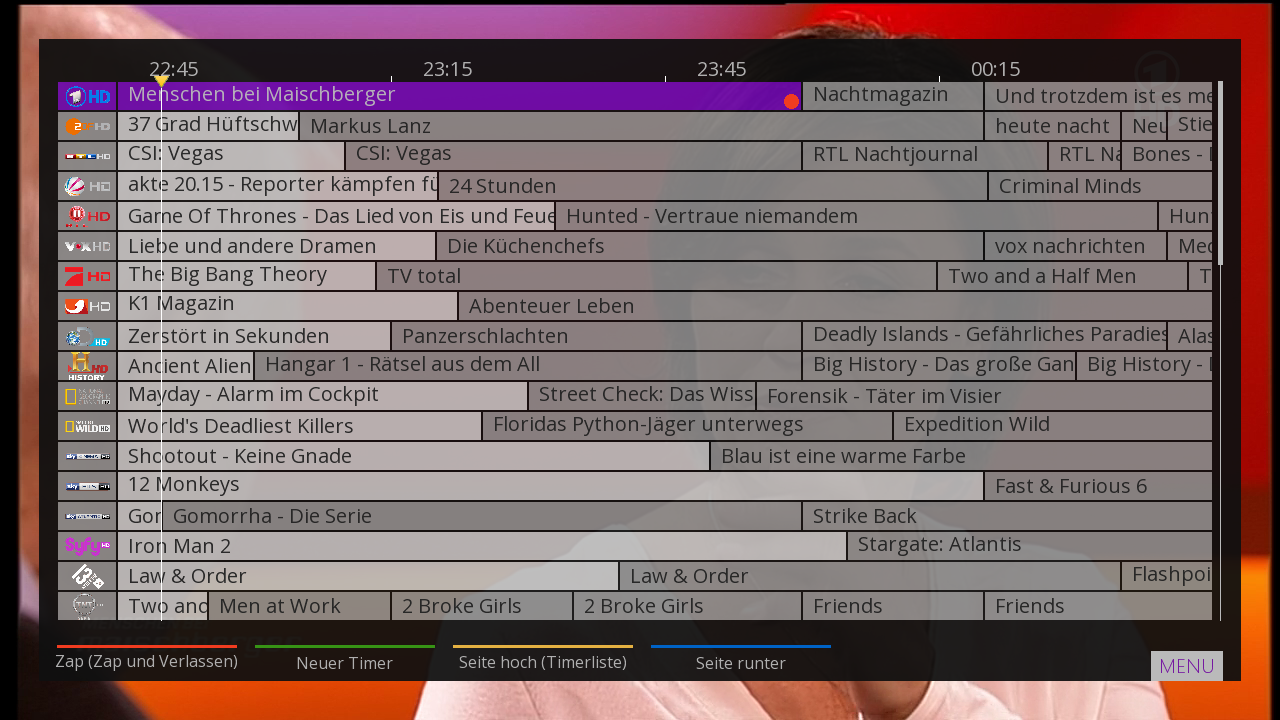 22:45 23:15 23:45 00:15
HD Menschen bei Maischberger Nachtmagazin Und trotzdem ist es me
2 HD 37 Grad Hüftschw Markus Lanz heute nacht Neu Stie
RTL HD CSI: Vegas CSI: Vegas RTL Nachtjournal RTL Na Bones -
HD akte 20.15 - Reporter kämpfen fü 24 Stunden Criminal Minds
HD Game Of Thrones - Das Lied von Eis und Feue Hunted - Vertraue niemandem Hunt
VOX HD Liebe und andere Dramen Die Küchenchefs vox nachrichten Med
HD The Big Bang Theory TV total Two and a Half Men T
HD K1 Magazin Abenteuer Leben
HD Zerstört in Sekunden Panzerschlachten Deadly Islands - Gefährliches Paradies Alas
HD HISTORY Ancient Alien Hangar 1 - Rätsel aus dem All Big History - Das große Gan Big History -
Mayday - Alarm im Cockpit Street Check: Das Wiss Forensik - Täter im Visier
WILD HD World's Deadliest Killers Floridas Python-Jäger unterwegs Expedition Wild
sky Shootout - Keine Gnade Blau ist eine warme Farbe
sky 12 Monkeys Fast & Furious 6
sky Gor Gomorrha - Die Serie Strike Back
Syfy HD Iron Man 2 Stargate: Atlantis
13 Law & Order Law & Order Flashpoi
TNT Two and Men at Work 2 Broke Girls 2 Broke Girls Friends Friends
Zap (Zap und Verlassen) Neuer Timer Seite hoch (Timerliste) Seite runter
MENU